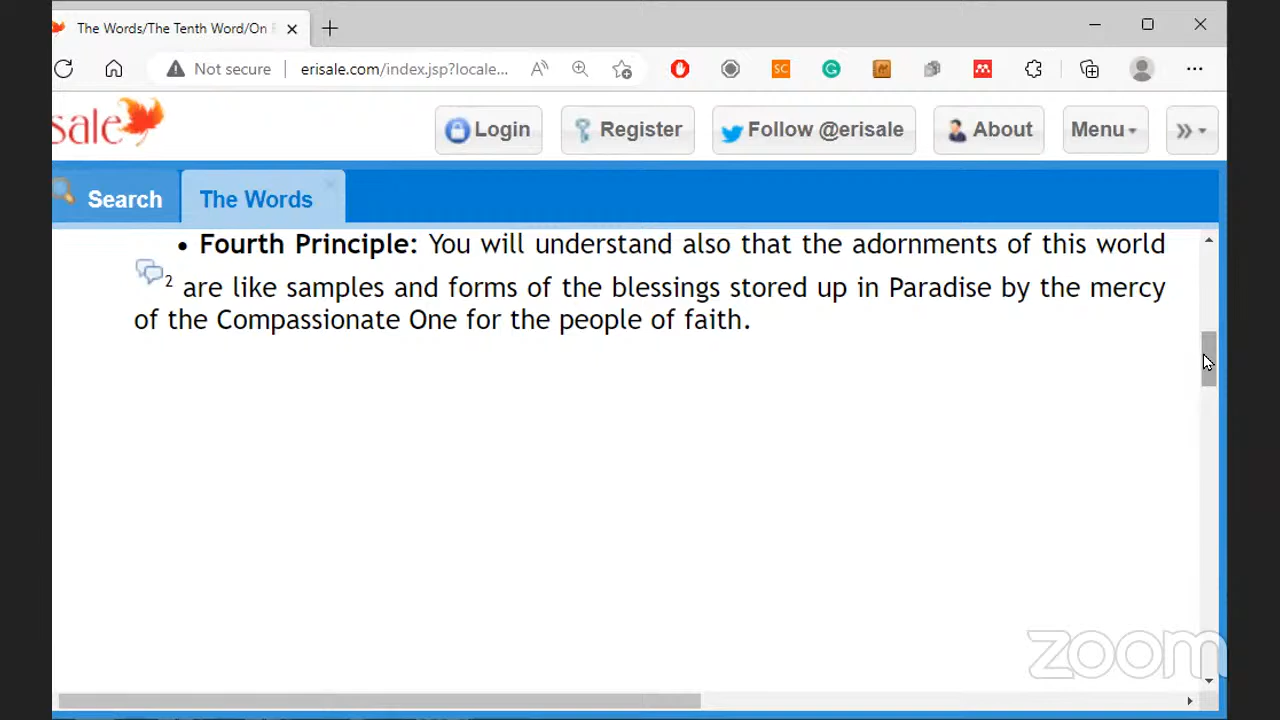 The Words/The Tenth Word/On
Not secure
erisale.com/index.jsp?locale...
sale
Login
Register
Follow @erisale
About
Menu
Search
The Words
• Fourth Principle: You will understand also that the adornments of this world
2 are like samples and forms of the blessings stored up in Paradise by the mercy
of the Compassionate One for the people of faith.
zoom